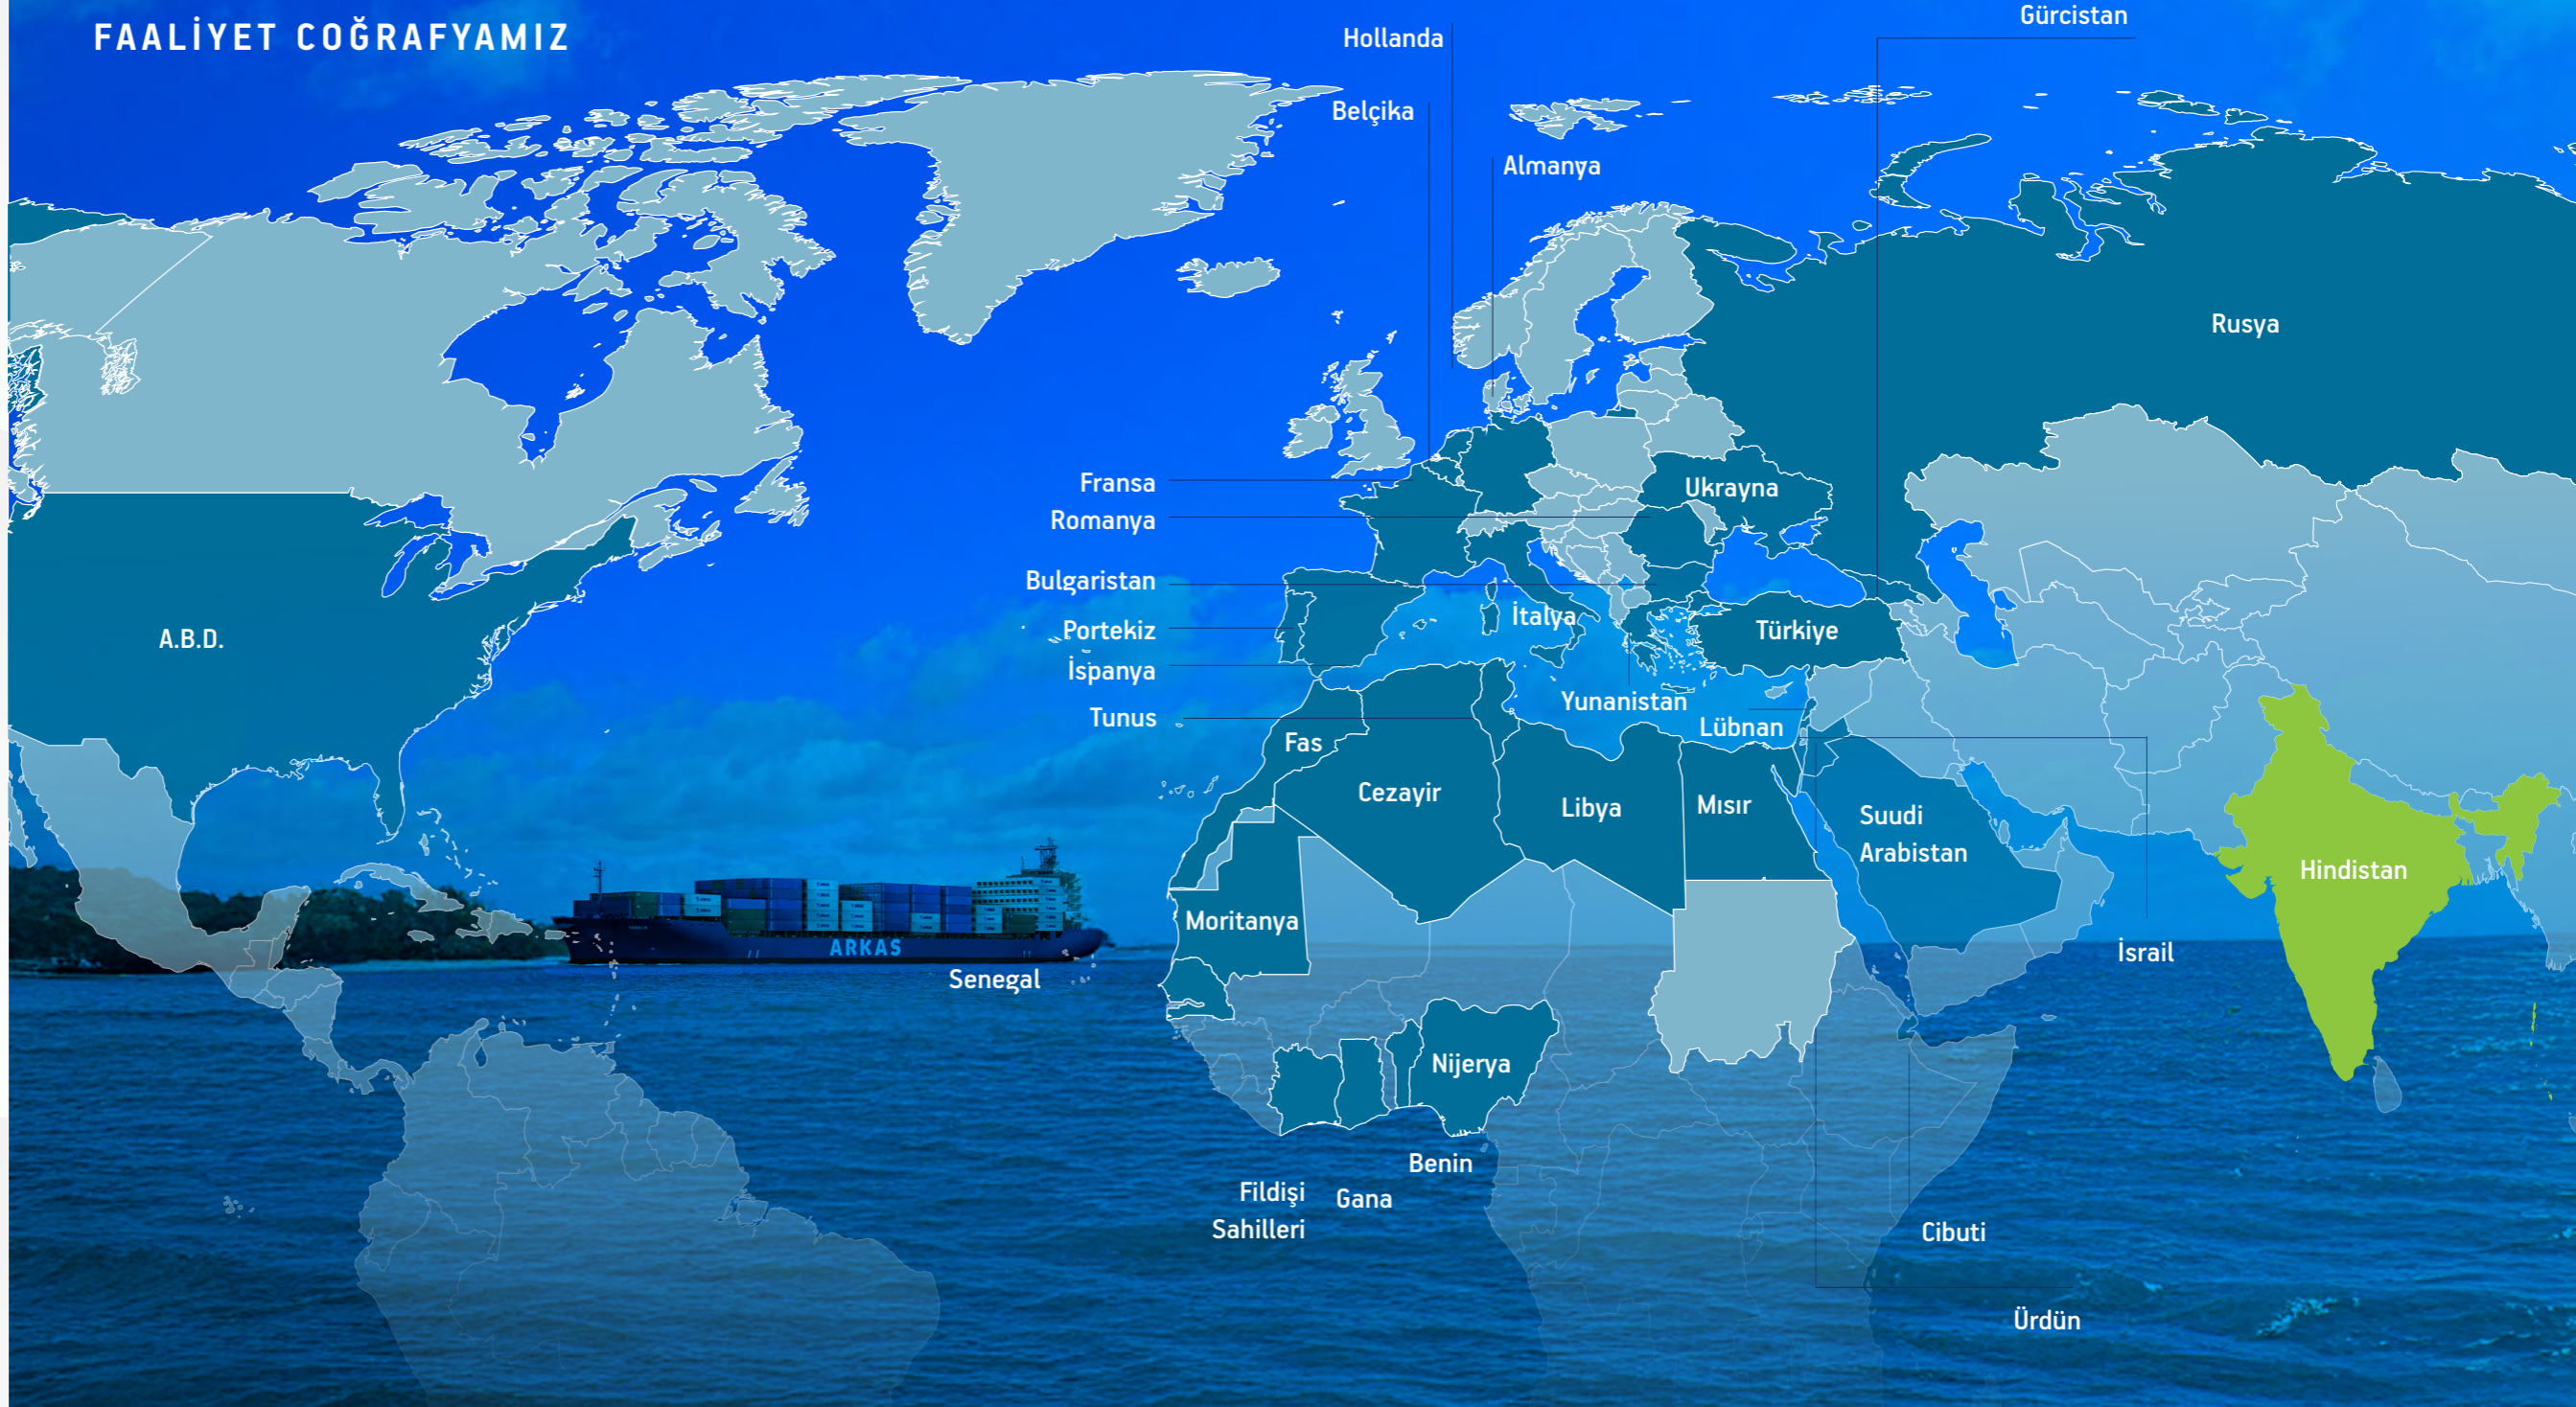 FAALİYET COĞRAFYAMIZ
Gürcistan
Hollanda
Belçika
Almanya
Rusya
Fransa
Ukrayna
Romanya
Bulgaristan
İtalya
Portekiz
Türkiye
A.B.D.
İspanya
Yunanistan
Tunus
Lübnan
Fas
Cezayir
Libya
Mısır
Suudi
Arabistan
Hindistan
Moritanya
ARKAS
İsrail
Senegal
Nijerya
Benin
Fildişi
Sahilleri
Gana
Cibuti
Ürdün